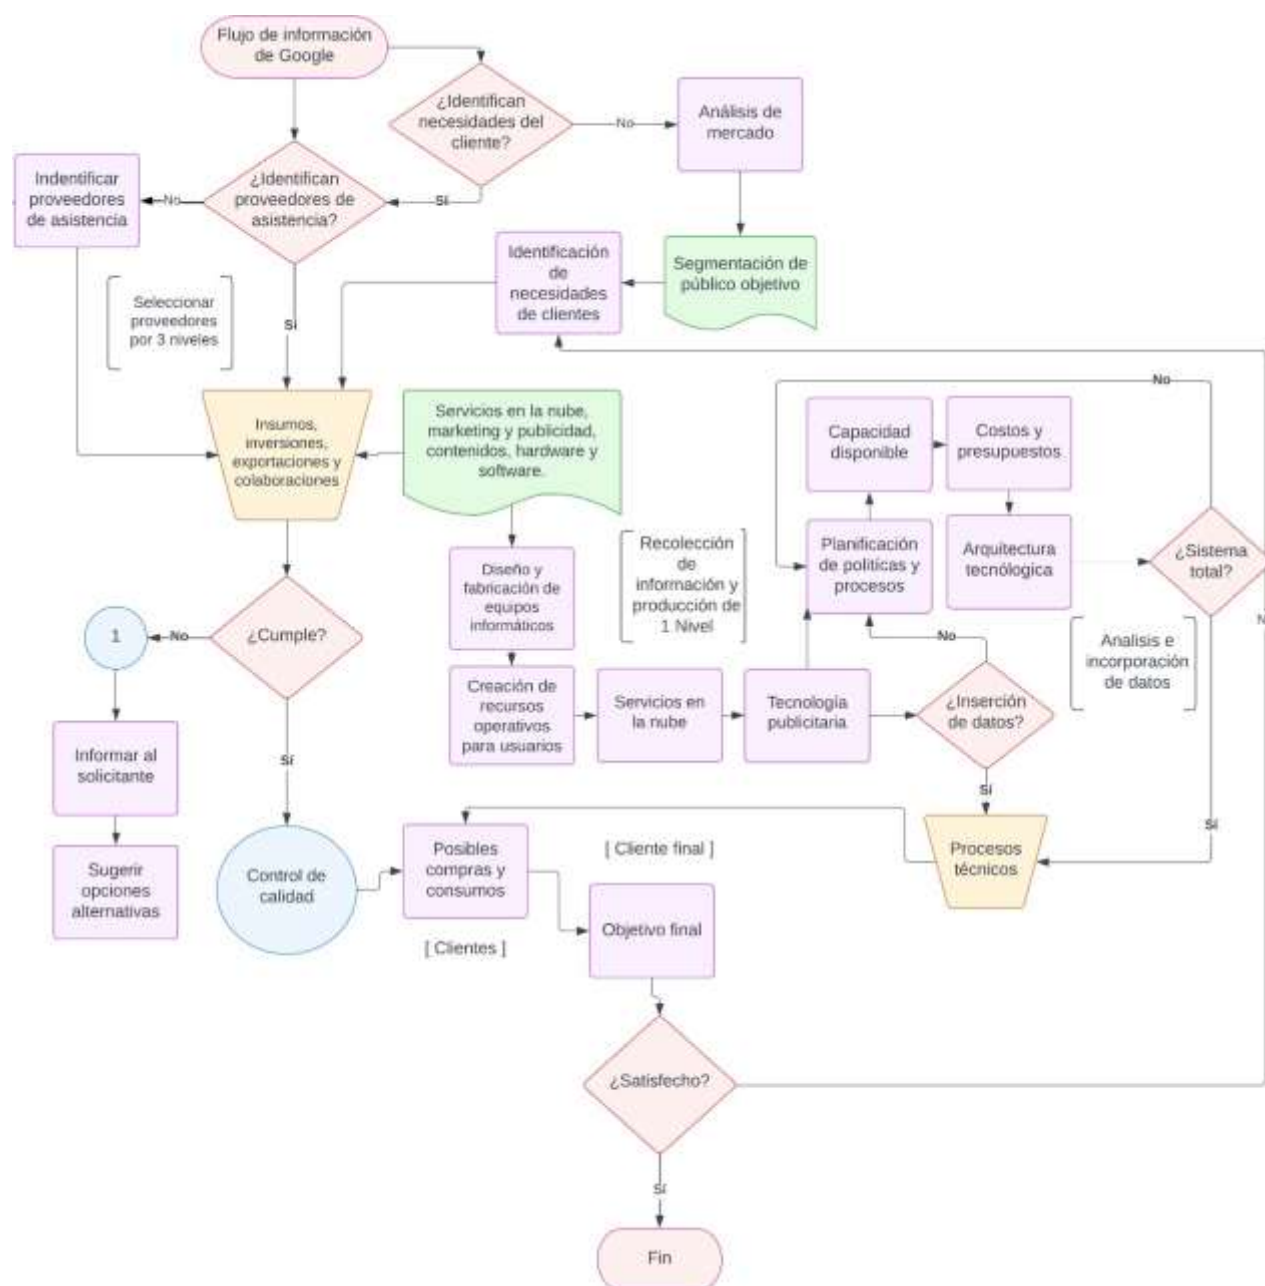 Flujo de información
de Google
¿Identifican
necesidades del
cliente?
No
Análisis de
mercado
Indentificar
proveedores
de asistencia
No
¿Identifican
proveedores de
asistencia?
Sí
Identificación
de
necesidades
de clientes
Segmentación de
público objetivo
Seleccionar
proveedores
por 3 niveles
Sí
Insumos,
inversiones,
exportaciones y
colaboraciones
Servicios en la nube,
marketing y publicidad,
contenidos, hardware y
software.
No
Capacidad
disponible
Costos y
presupuestos
Diseño y
fabricación de
equipos
informáticos
Recolección
de
información y
producción de
1 Nivel
Planificación
de politicas y
procesos
Arquitectura
tecnólogica
¿Sistema
total?
1
No
¿Cumple?
No
Analisis e
incorporación
de datos
N
Creación de
recursos
operativos
para usuarios
Servicios en
la nube
Tecnología
publicitaria
¿Inserción
de datos?
Informar al
solicitante
Sí
Sí
Sí
Sugerir
opciones
alternativas
Control de
calidad
Posibles
compras y
consumos
[ Cliente final ]
Procesos
técnicos
[ Clientes ]
Objetivo final
¿Satisfecho?
Sí
Fin